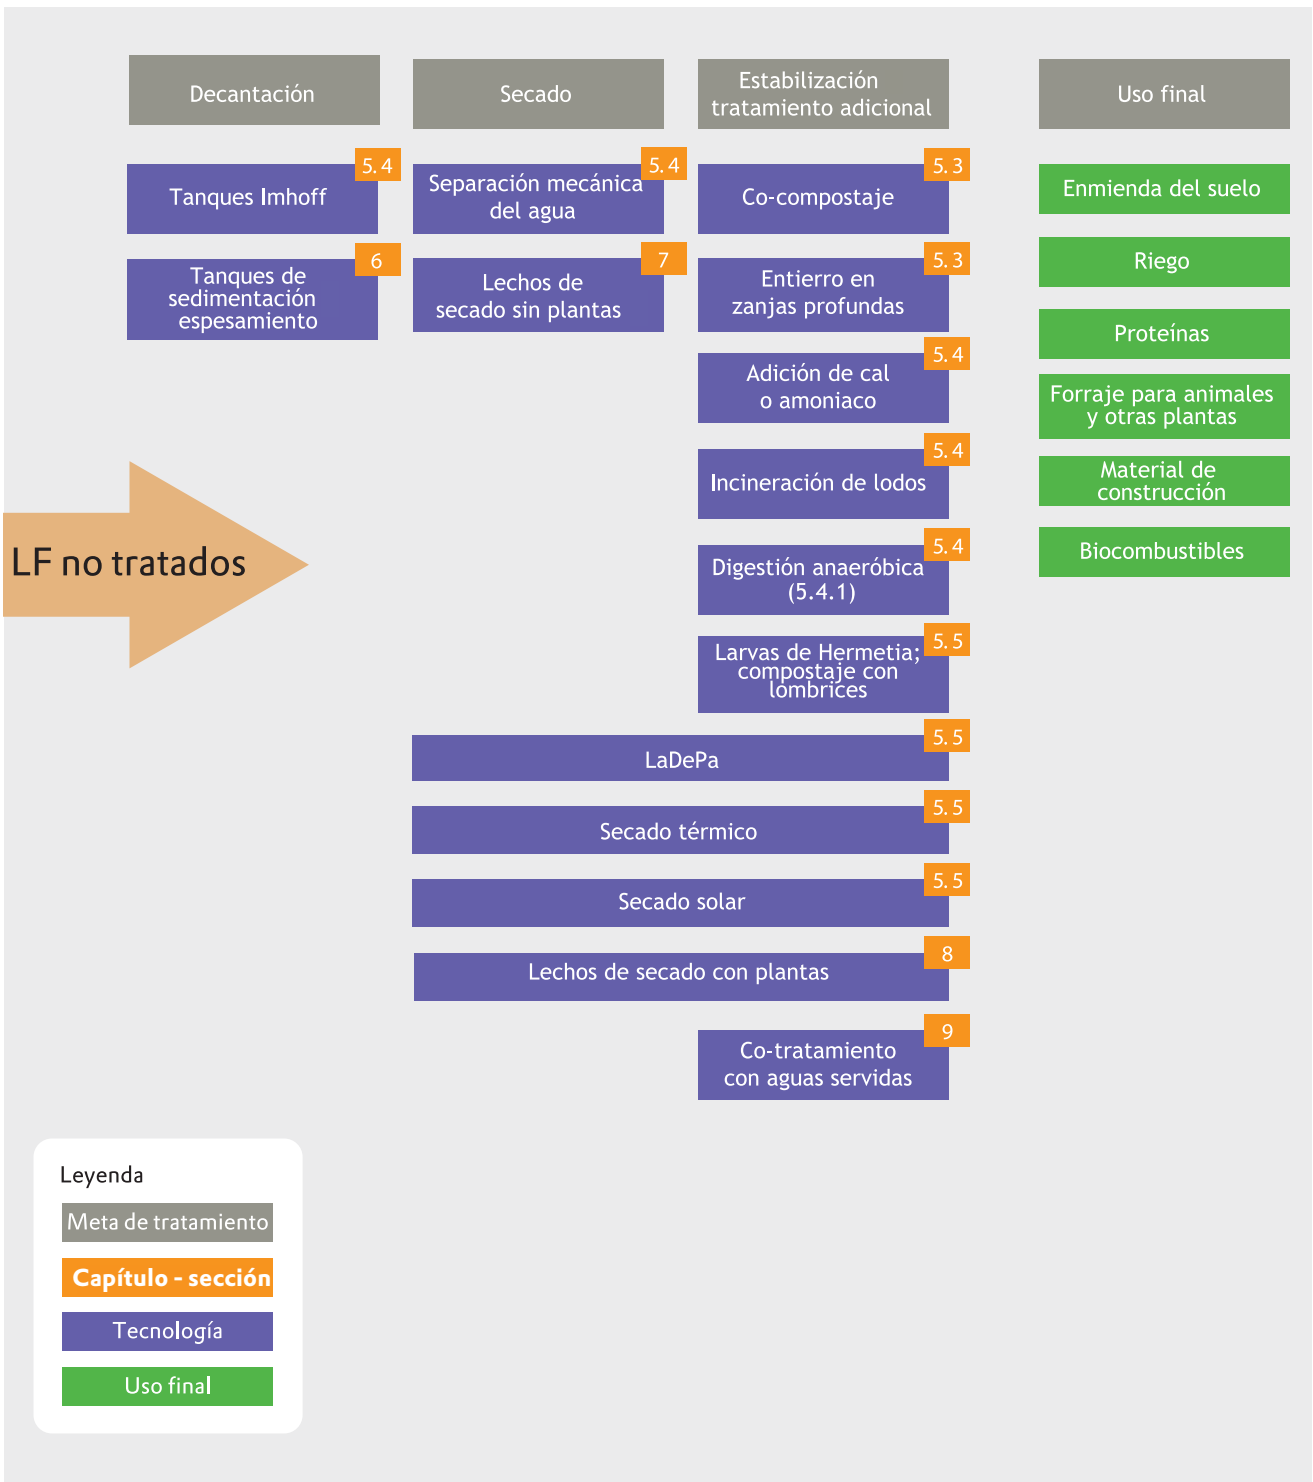 Decantación
Secado
Estabilización
tratamiento adicional
Uso final
5.4
Tanques Imhoff
6
Tanques de
sedimentación
espesamiento
5.4
Separación mecánica
del agua
7
Lechos de
secado sin plantas
5.3
Co-compostaje
5.3
Entierro en
zanjas profundas
5.4
Adición de cal
o amoniaco
5.4
Incineración de lodos
5.4
Digestión anaeróbica
(5.4.1)
5.5
Larvas de Hermetia;
compostaje con
lombrices
5.5
LaDePa
5.5
Secado térmico
5.5
Secado solar
8
Lechos de secado con plantas
9
Co-tratamiento
con aguas servidas
Enmienda del suelo
Riego
Proteínas
Forraje para animales
y otras plantas
Material de
construcción
Biocombustibles
LF no tratados
Leyenda
Meta de tratamiento
Capítulo - sección
Tecnología
Uso final